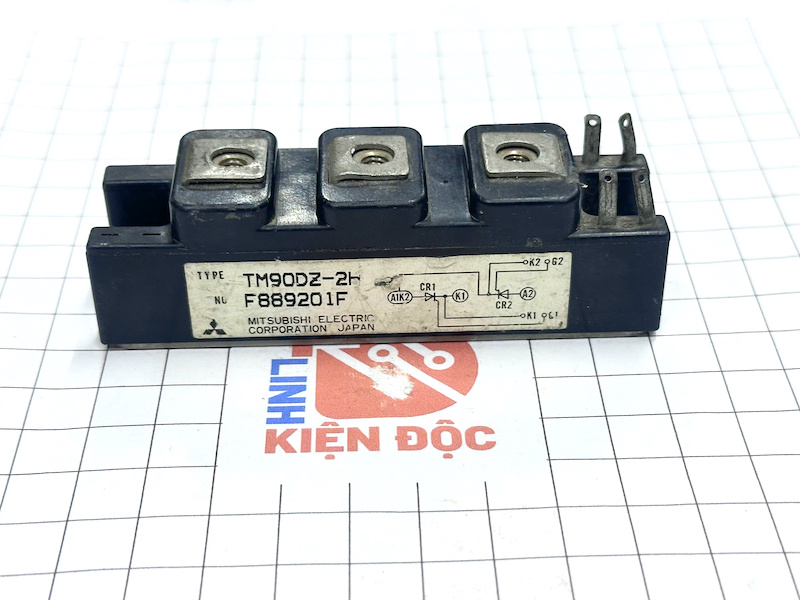 TYPE TM90DZ-2H
NO F889201F
MITSUBISHI ELECTRIC
CORPORATION JAPAN
K2 G2
CR1
A1K2 K1 A2
CR2
K1 G1
LINH
KIỆN ĐỘC